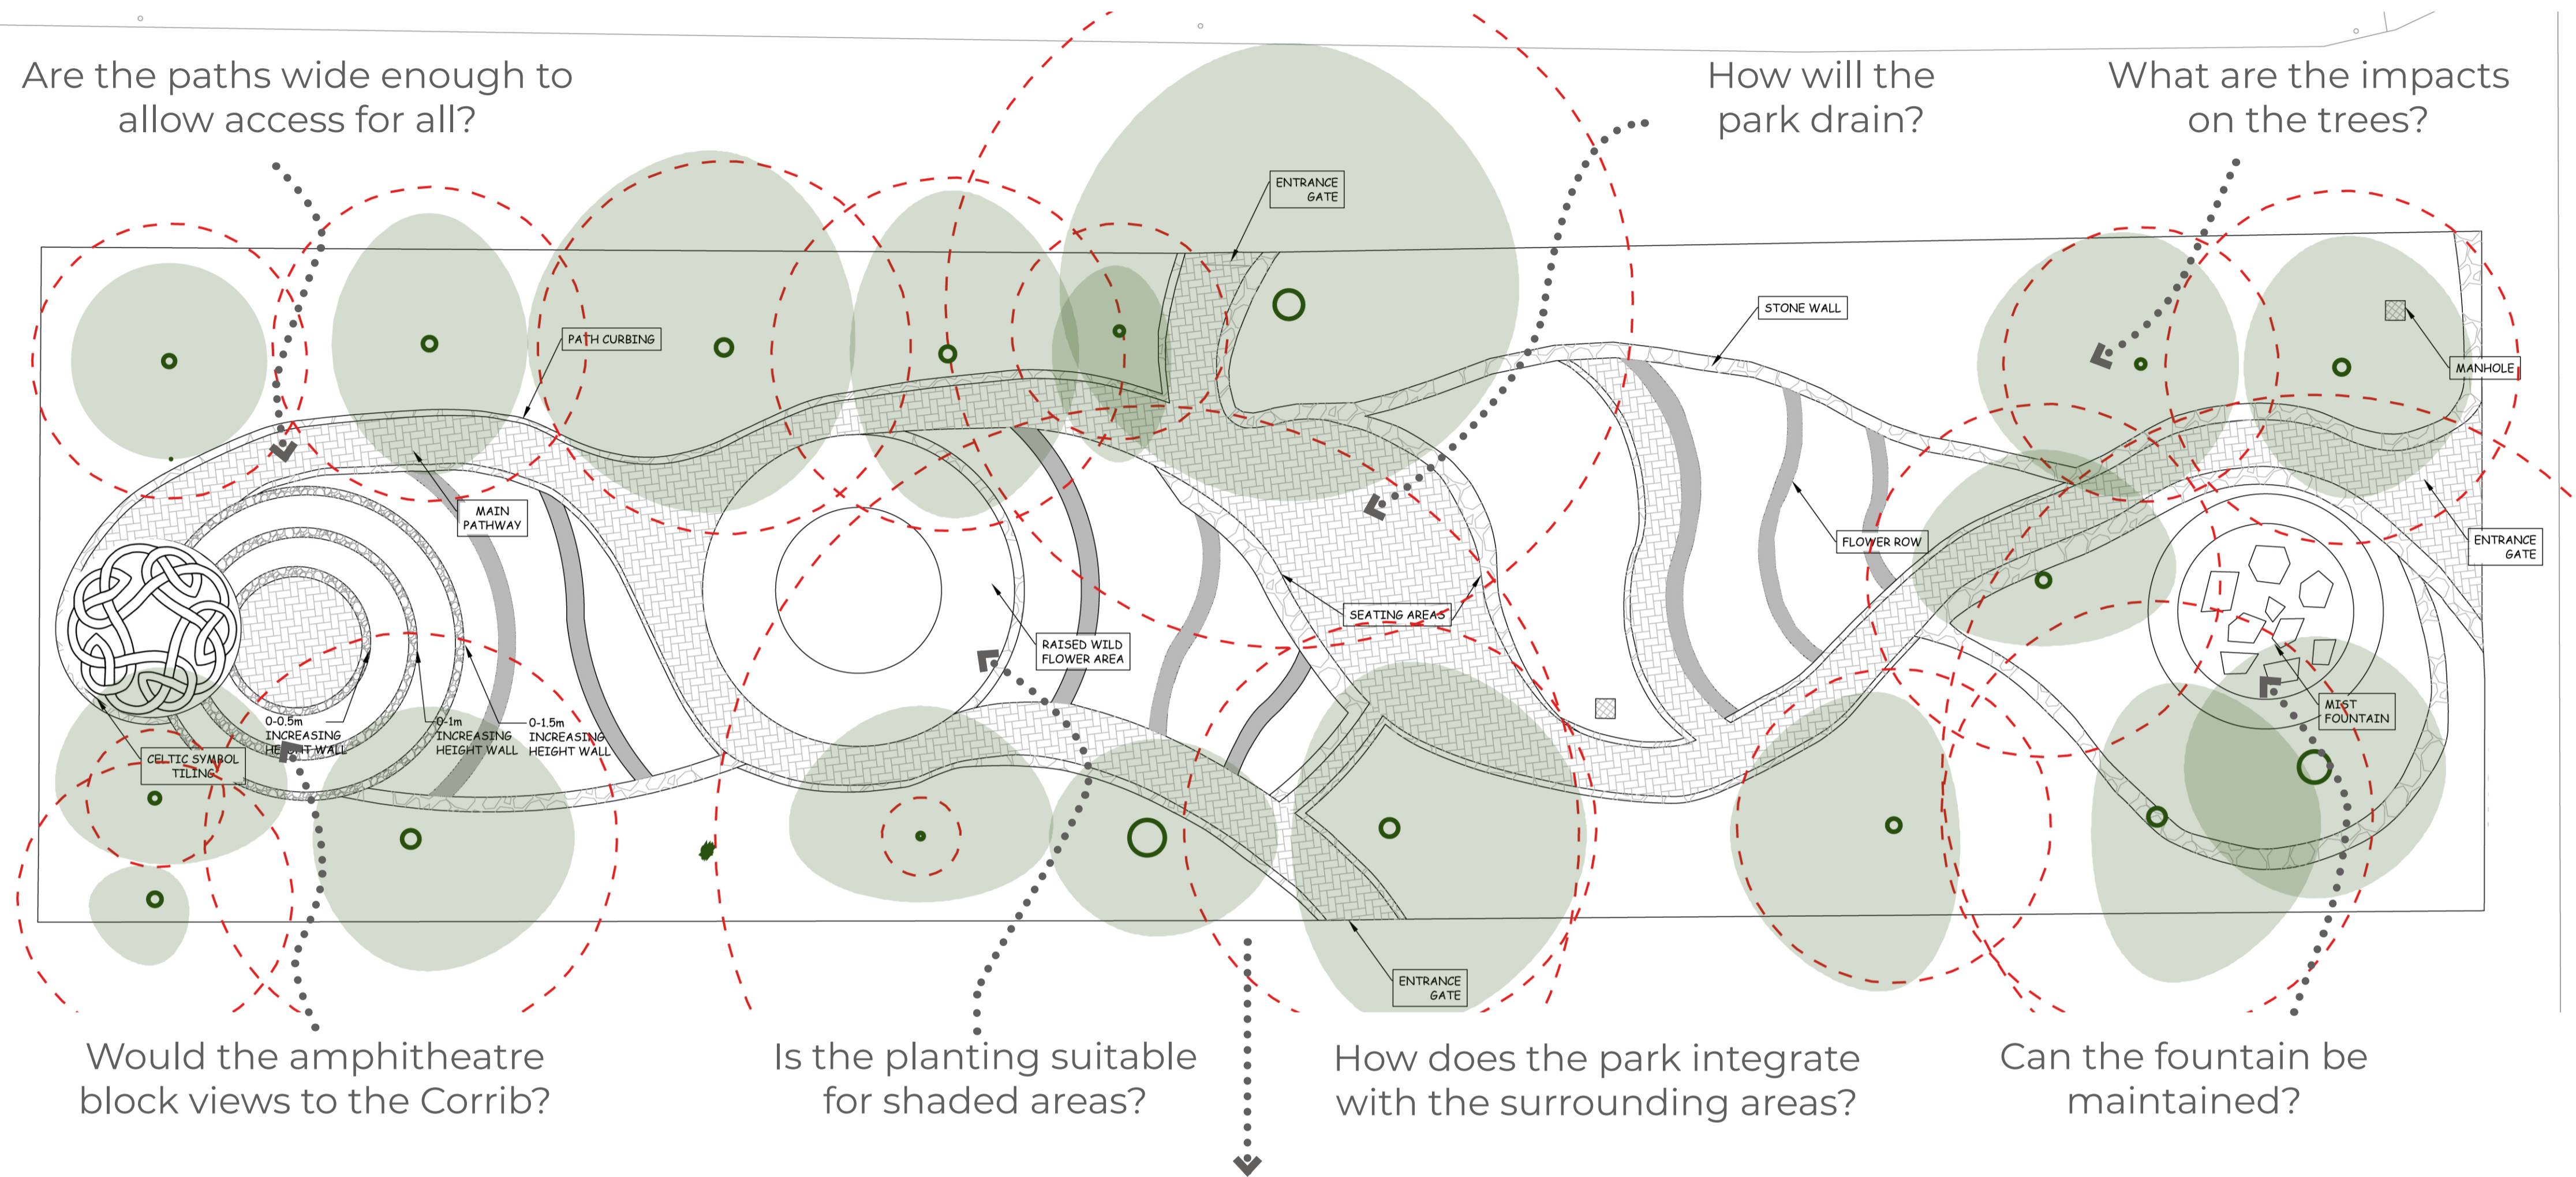 Are the paths wide enough to
allow access for all?
How will the
park drain?
What are the impacts
on the trees?
ENTRANCE
GATE
STONE WALL
PATH CURBING
MANHOLE
MAIN
PATHWAY
FLOWER ROW
ENTRANCE
GATE
SEATING AREAS
RAISED WILD
FLOWER AREA
0-0.5m
INCREASING
HEIGHT WALL
0-1m
INCREASING
HEIGHT WALL
0-1.5m
INCREASING
HEIGHT WALL
MIST
FOUNTAIN
CELTIC SYMBOL
TILING
ENTRANCE
GATE
Would the amphitheatre
block views to the Corrib?
Is the planting suitable
for shaded areas?
How does the park integrate
with the surrounding areas?
Can the fountain be
maintained?